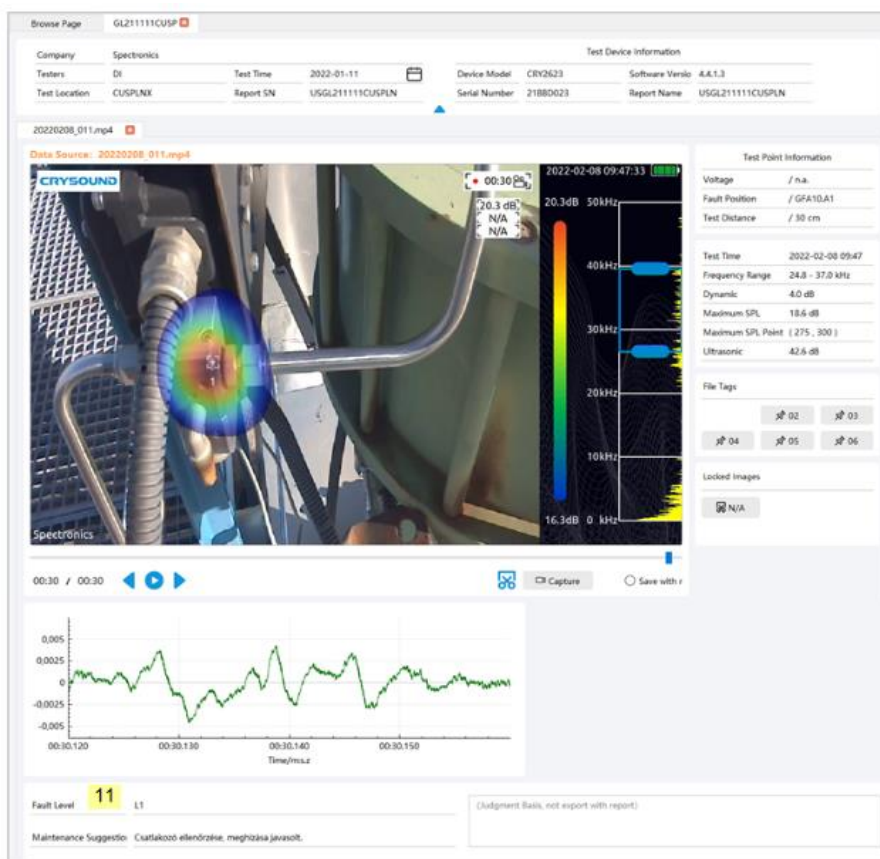 Browse Page GL211111CUSP
Company Spectronics Test Device Information
Testers DI Test Time 2022-01-11 Device Model CRY2623 Software Versio 4.4.1.3
Test Location CUSPLNX Report SN USGL211111CUSPLN Serial Number 21BBD023 Report Name USGL211111CUSPLN
20220208_011.mp4
Data Source: 20220208_011.mp4
CRYSOUND
00:30
20.3 dB
N/A
N/A
2022-02-08 09:47:33
20.3dB 50kHz
40kHz
30kHz
20kHz
10kHz
16.3dB 0 kHz
Spectronics
00:30 / 00:30 Capture Save with r
Test Point Information
Voltage / n.a.
Fault Position / GFA10.A1
Test Distance / 30 cm
Test Time 2022-02-08 09:47
Frequency Range 24.8 - 37.0 kHz
Dynamic 4.0 dB
Maximum SPL 18.6 dB
Maximum SPL Point ( 275 , 300 )
Ultrasonic 42.6 dB
File Tags
02 03
04 05 06
Locked Images
N/A
0,005
0,0025
0
-0,0025
-0,005
00:30.120 00:30.130 00:30.140 00:30.150
Time/ms.z
Fault Level 11 L1
(Judgment Basis, not export with report)
Maintenance Suggestio Csatlakozó ellenőrzése, meghúzása javasolt.